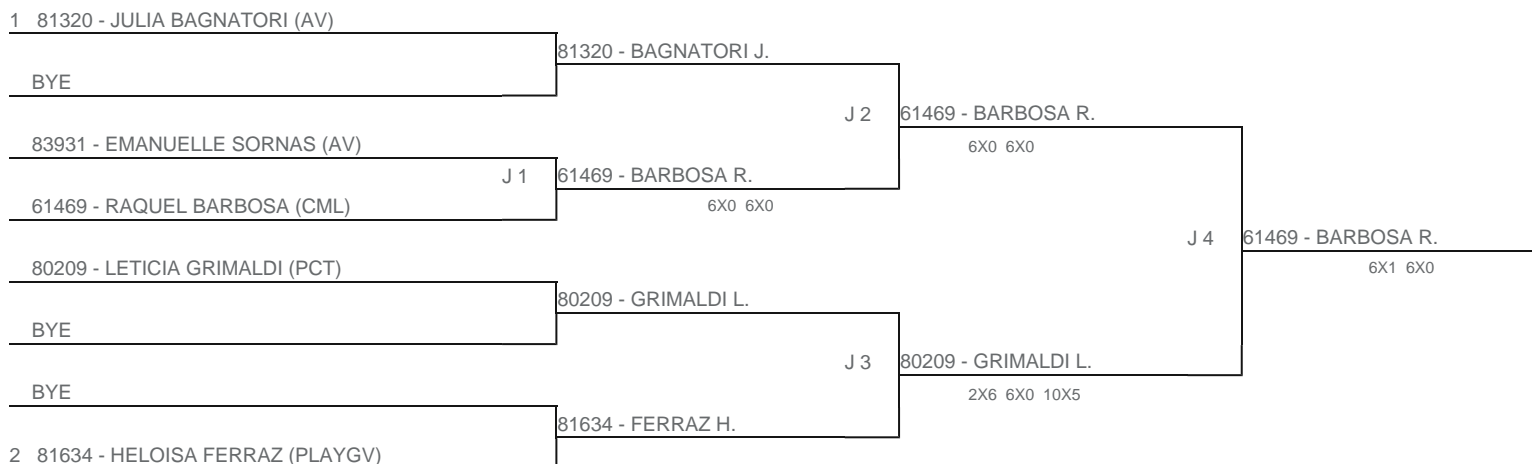 1 81320 - JULIA BAGNATORI (AV)
81320 - BAGNATORI J.
BYE
J 2 61469 - BARBOSA R.
6X0 6X0
83931 - EMANUELLE SORNAS (AV)
J 1 61469 - BARBOSA R.
6X0 6X0
61469 - RAQUEL BARBOSA (CML)
J 4 61469 - BARBOSA R.
6X1 6X0
80209 - LETICIA GRIMALDI (PCT)
80209 - GRIMALDI L.
BYE
J 3 80209 - GRIMALDI L.
2X6 6X0 10X5
BYE
81634 - FERRAZ H.
2 81634 - HELOISA FERRAZ (PLAYGV)